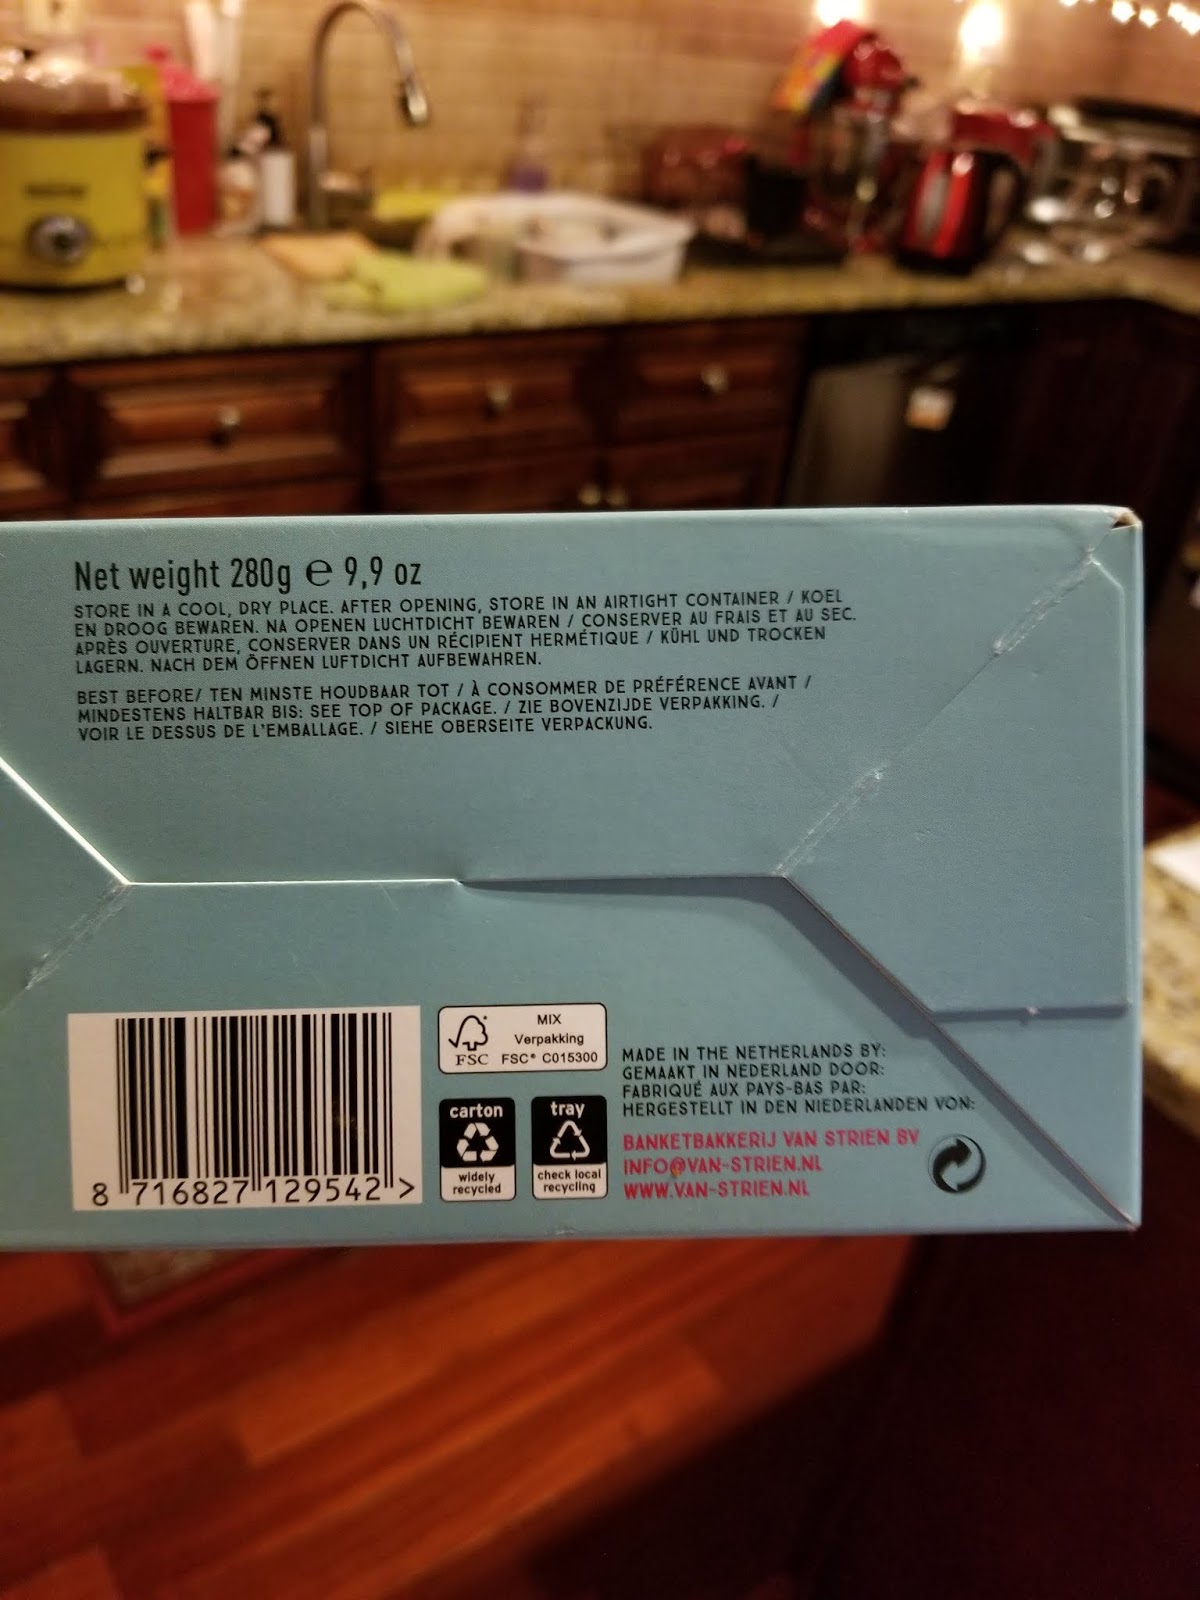 Net weight 280g ℮ 9,9 oz
STORE IN A COOL, DRY PLACE. AFTER OPENING, STORE IN AN AIRTIGHT CONTAINER / KOEL
EN DROOG BEWAREN. NA OPENEN LUCHTDICHT BEWAREN / CONSERVER AU FRAIS ET AU SEC.
APRÈS OUVERTURE, CONSERVER DANS UN RÉCIPIENT HERMÉTIQUE / KÜHL UND TROCKEN
LAGERN. NACH DEM ÖFFNEN LUFTDICHT AUFBEWAHREN.
BEST BEFORE/ TEN MINSTE HOUDBAAR TOT / À CONSOMMER DE PRÉFÉRENCE AVANT /
MINDESTENS HALTBAR BIS: SEE TOP OF PACKAGE. / ZIE BOVENZIJDE VERPAKKING. /
VOIR LE DESSUS DE L'EMBALLAGE. / SIEHE OBERSEITE VERPACKUNG.
8 716827 129542 >
FSC
MIX
Verpakking
FSC® C015300
carton
widely
recycled
tray
check local
recycling
MADE IN THE NETHERLANDS BY:
GEMAAKT IN NEDERLAND DOOR:
FABRIQUÉ AUX PAYS-BAS PAR:
HERGESTELLT IN DEN NIEDERLANDEN VON:
BANKETBAKKERIJ VAN STRIEN BV
INFO@VAN-STRIEN.NL
WWW.VAN-STRIEN.NL